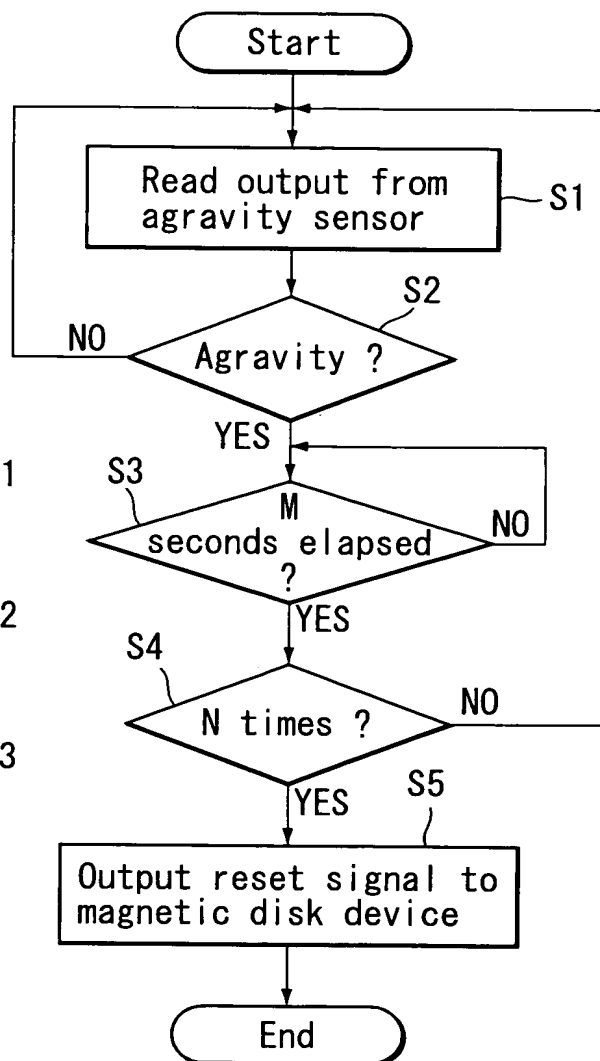 Start
Read output from
agravity sensor
S1
S2
Agravity ?
NO
YES
1
S3
M
seconds elapsed
?
NO
YES
2
S4
N times ?
NO
3
YES
S5
Output reset signal to
magnetic disk device
End